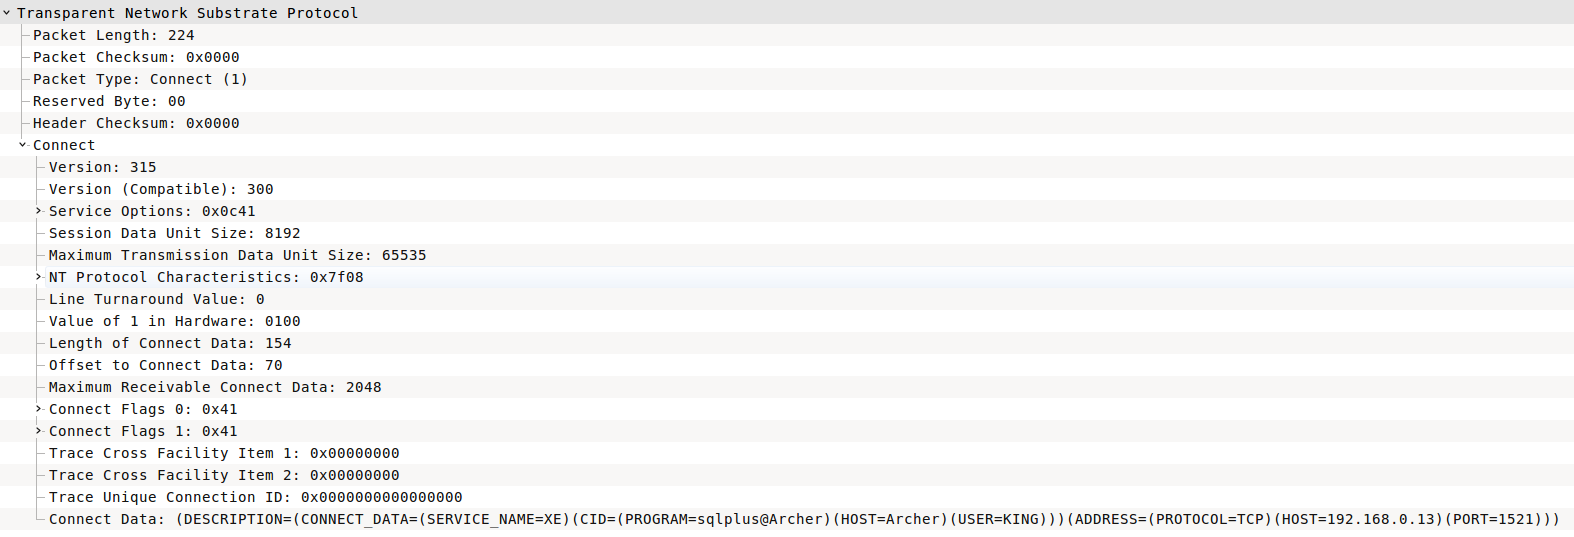 Transparent Network Substrate Protocol
Packet Length: 224
Packet Checksum: 0x0000
Packet Type: Connect (1)
Reserved Byte: 00
Header Checksum: 0x0000
Connect
Version: 315
Version (Compatible): 300
Service Options: 0x0c41
Session Data Unit Size: 8192
Maximum Transmission Data Unit Size: 65535
NT Protocol Characteristics: 0x7f08
Line Turnaround Value: 0
Value of 1 in Hardware: 0100
Length of Connect Data: 154
Offset to Connect Data: 70
Maximum Receivable Connect Data: 2048
Connect Flags 0: 0x41
Connect Flags 1: 0x41
Trace Cross Facility Item 1: 0x00000000
Trace Cross Facility Item 2: 0x00000000
Trace Unique Connection ID: 0x0000000000000000
Connect Data: (DESCRIPTION=(CONNECT_DATA=(SERVICE_NAME=XE)(CID=(PROGRAM=sqlplus@Archer)(HOST=Archer)(USER=KING)))(ADDRESS=(PROTOCOL=TCP)(HOST=192.168.0.13)(PORT=1521)))